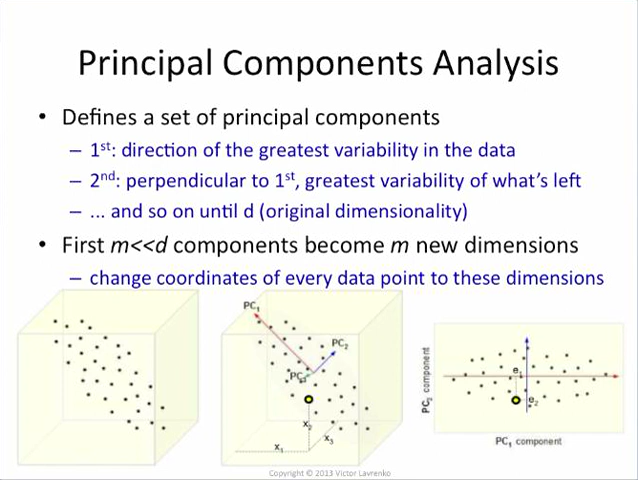 Principal Components Analysis
• Defines a set of principal components
– 1st: direction of the greatest variability in the data
– 2nd: perpendicular to 1st, greatest variability of what's left
– ... and so on until d (original dimensionality)
• First m<<d components become m new dimensions
– change coordinates of every data point to these dimensions
PC1
PC2
PC3
x1
x2
x3
PC2 component
e1
e2
PC1 component
Copyright © 2013 Victor Lavrenko